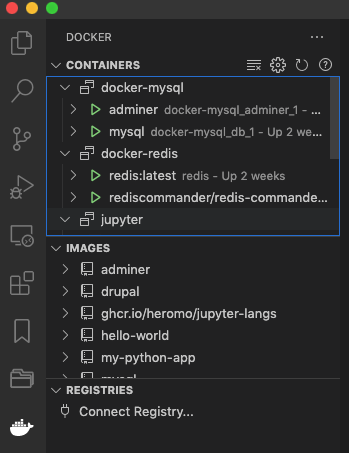 DOCKER
CONTAINERS
docker-mysql
adminer docker-mysql_adminer_1 - ...
mysql docker-mysql_db_1 - Up 2 wee...
docker-redis
redis:latest redis - Up 2 weeks
rediscommander/redis-commande...
jupyter
IMAGES
adminer
drupal
ghcr.io/heromo/jupyter-langs
hello-world
my-python-app
mysql
REGISTRIES
Connect Registry...